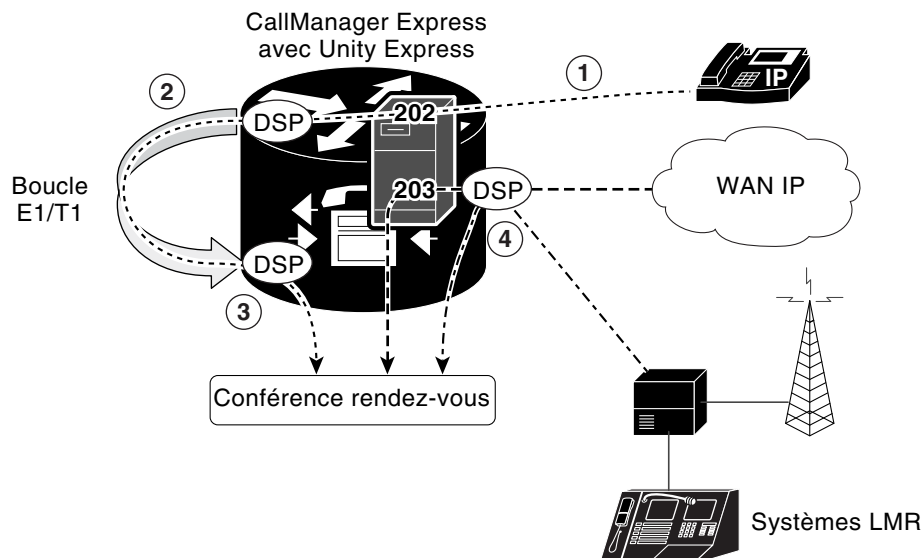 CallManager Express
avec Unity Express
1
2
IP
202
DSP
Boucle
E1/T1
203
DSP
WAN IP
4
DSP
3
Conférence rendez-vous
Systèmes LMR